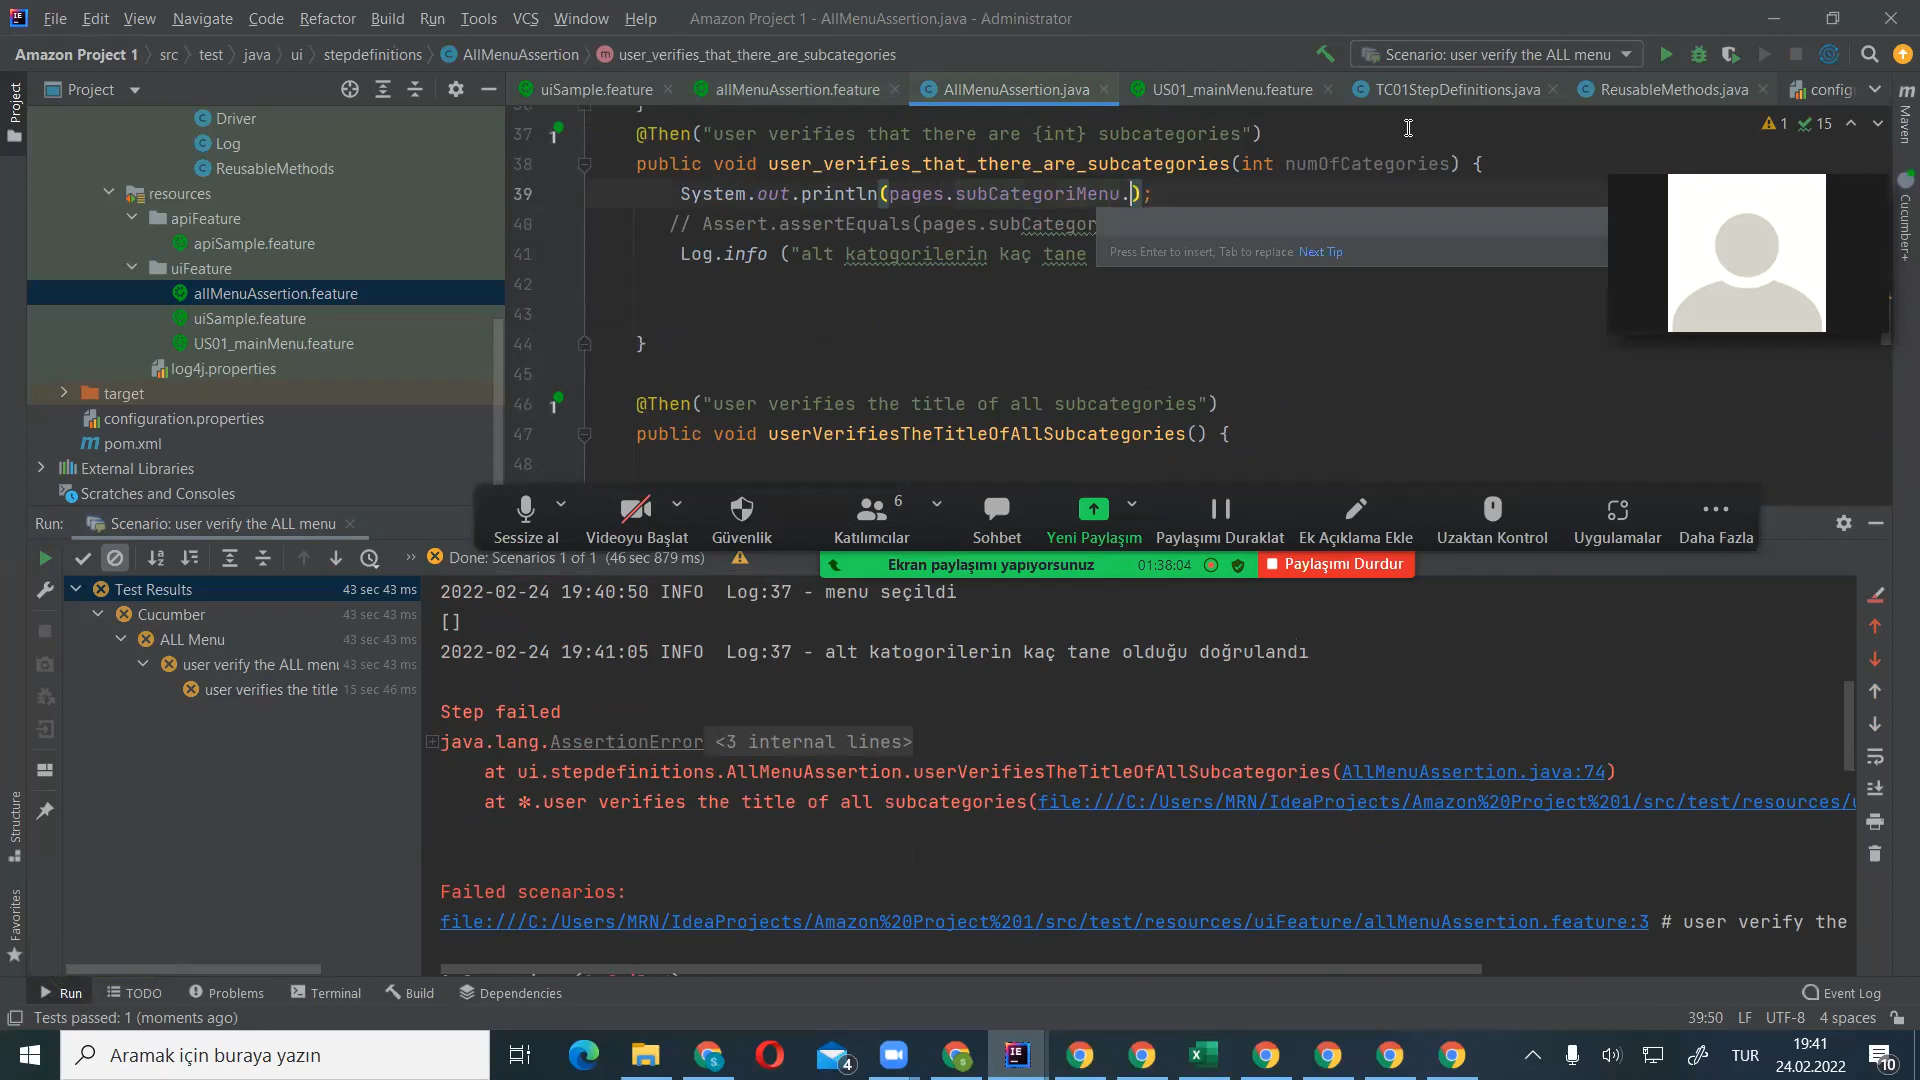 File Edit View Navigate Code Refactor Build Run Tools VCS Window Help Amazon Project 1 - AllMenuAssertion.java - Administrator
Amazon Project 1 src test java ui stepdefinitions AllMenuAssertion user_verifies_that_there_are_subcategories Scenario: user verify the ALL menu
Project
uiSample.feature allMenuAssertion.feature AllMenuAssertion.java US01_mainMenu.feature TC01StepDefinitions.java ReusableMethods.java config
Project
Maven
Cucumber+
Driver
Log
ReusableMethods
resources
apiFeature
apiSample.feature
uiFeature
allMenuAssertion.feature
uiSample.feature
US01_mainMenu.feature
log4j.properties
target
configuration.properties
pom.xml
External Libraries
Scratches and Consoles
1 15
37 @Then("user verifies that there are {int} subcategories")
38 public void user_verifies_that_there_are_subcategories(int numOfCategories) {
39 System.out.println(pages.subCategoriMenu.);
40 // Assert.assertEquals(pages.subCategor
41 Log.info ("alt katogorilerin kaç tane
Press Enter to insert, Tab to replace Next Tip
42
43
44 }
45
46 @Then("user verifies the title of all subcategories")
47 public void userVerifiesTheTitleOfAllSubcategories() {
48
Sessize al Videoyu Başlat Güvenlik Katılımcılar 6 Sohbet Yeni Paylaşım Paylaşımı Duraklat Ek Açıklama Ekle Uzaktan Kontrol Uygulamalar Daha Fazla
Ekran paylaşımı yapıyorsunuz 01:38:04 Paylaşımı Durdur
Run: Scenario: user verify the ALL menu
Done: Scenarios 1 of 1 (46 sec 879 ms)
Test Results 43 sec 43 ms
Cucumber 43 sec 43 ms
ALL Menu 43 sec 43 ms
user verify the ALL menu 43 sec 43 ms
user verifies the title 15 sec 46 ms
2022-02-24 19:40:50 INFO Log:37 - menu seçildi
[]
2022-02-24 19:41:05 INFO Log:37 - alt katogorilerin kaç tane olduğu doğrulandı
Step failed
java.lang.AssertionError <3 internal lines>
at ui.stepdefinitions.AllMenuAssertion.userVerifiesTheTitleOfAllSubcategories(AllMenuAssertion.java:74)
at ✽.user verifies the title of all subcategories(file:///C:/Users/MRN/IdeaProjects/Amazon%20Project%201/src/test/resources/u
Failed scenarios:
file:///C:/Users/MRN/IdeaProjects/Amazon%20Project%201/src/test/resources/uiFeature/allMenuAssertion.feature:3 # user verify the
Structure
Favorites
Run TODO Problems Terminal Build Dependencies Event Log
Tests passed: 1 (moments ago) 39:50 LF UTF-8 4 spaces
Aramak için buraya yazın
4
TUR
19:41
24.02.2022
10